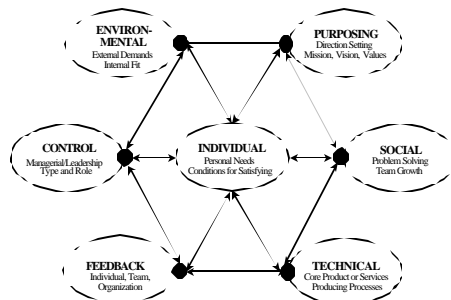 ENVIRON-
MENTAL
External Demands
Internal Fit
PURPOSING
Direction Setting
Mission, Vision, Values
CONTROL
Managerial/Leadership
Type and Role
INDIVIDUAL
Personal Needs
Conditions for Satisfying
SOCIAL
Problem Solving
Team Growth
FEEDBACK
Individual, Team,
Organization
TECHNICAL
Core Product or Services
Producing Processes